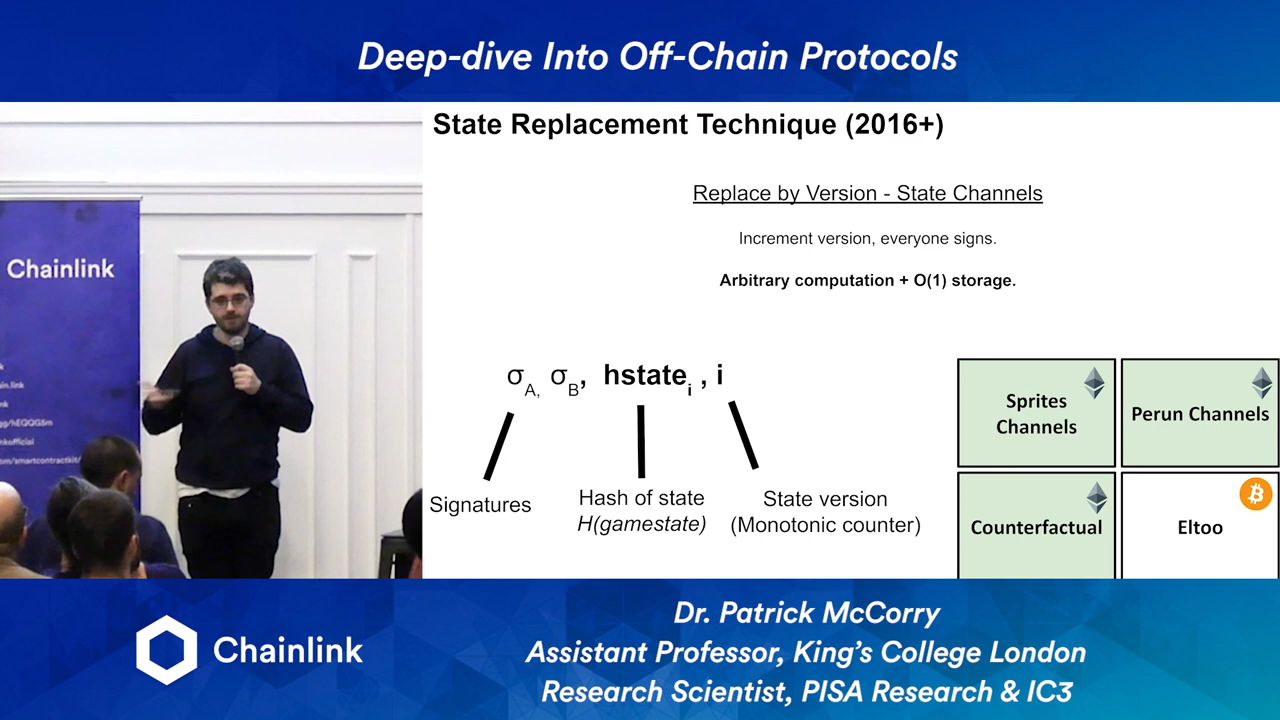 Deep-dive Into Off-Chain Protocols
State Replacement Technique (2016+)
Replace by Version - State Channels
Increment version, everyone signs.
Arbitrary computation + O(1) storage.
σA, σB, hstatei , i
Signatures
Hash of state
H(gamestate)
State version
(Monotonic counter)
Sprites
Channels
Perun Channels
Counterfactual
Eltoo
Chainlink
Chainlink
Dr. Patrick McCorry
Assistant Professor, King's College London
Research Scientist, PISA Research & IC3